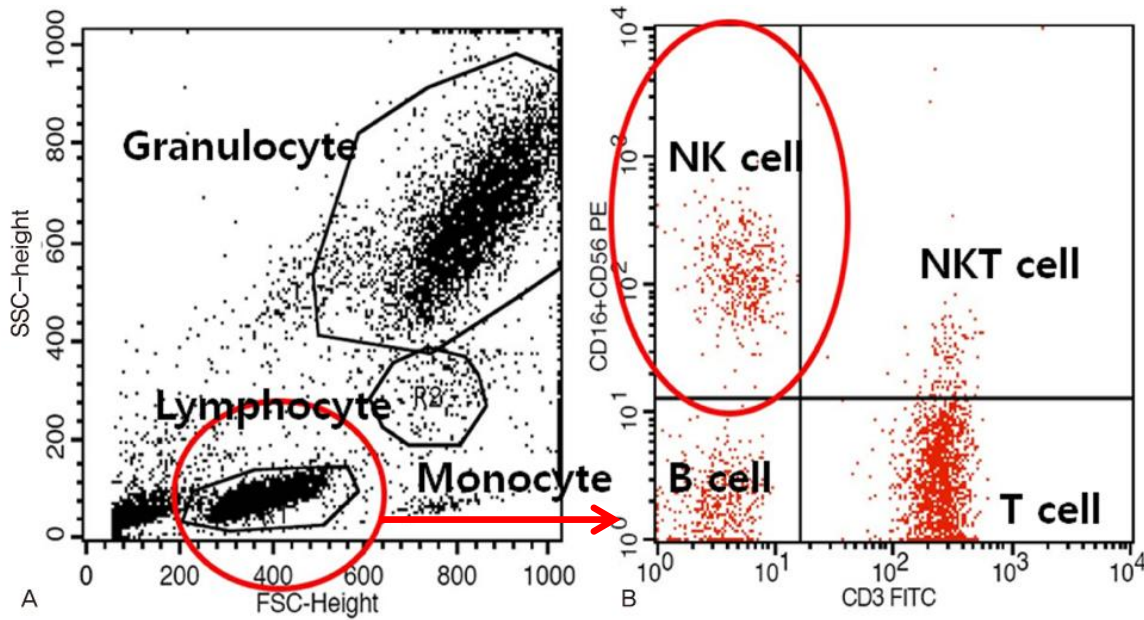 1000
800
600
400
200
0
SSC-height
Granulocyte
Lymphocyte
R2
Monocyte
R1
0 200 400 600 800 1000
FSC-Height
A
10^4
10^3
10^2
10^1
10^0
CD16+CD56 PE
NK cell
NKT cell
B cell
T cell
10^0 10^1 10^2 10^3 10^4
CD3 FITC
B